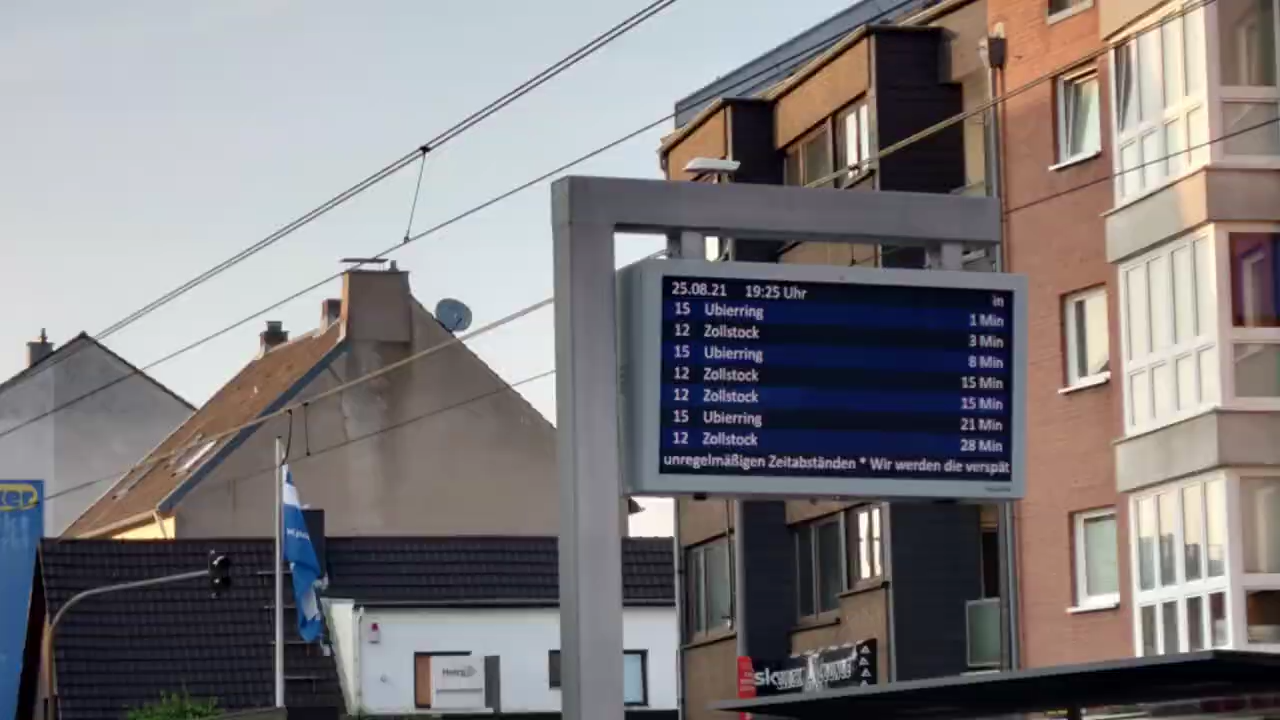 25.08.21 19:25 Uhr in
15 Ubierring 1 Min
12 Zollstock 3 Min
15 Ubierring 8 Min
12 Zollstock 15 Min
12 Zollstock 15 Min
15 Ubierring 21 Min
12 Zollstock 28 Min
unregelmäßigen Zeitabständen * Wir werden die verspät